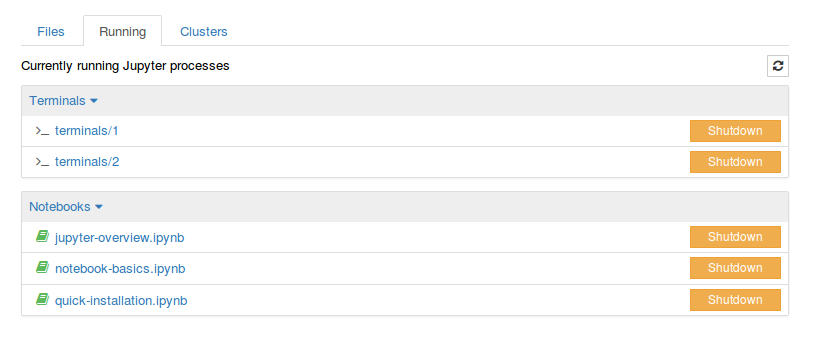 Files Running Clusters
Currently running Jupyter processes
Terminals
terminals/1 Shutdown
terminals/2 Shutdown
Notebooks
jupyter-overview.ipynb Shutdown
notebook-basics.ipynb Shutdown
quick-installation.ipynb Shutdown